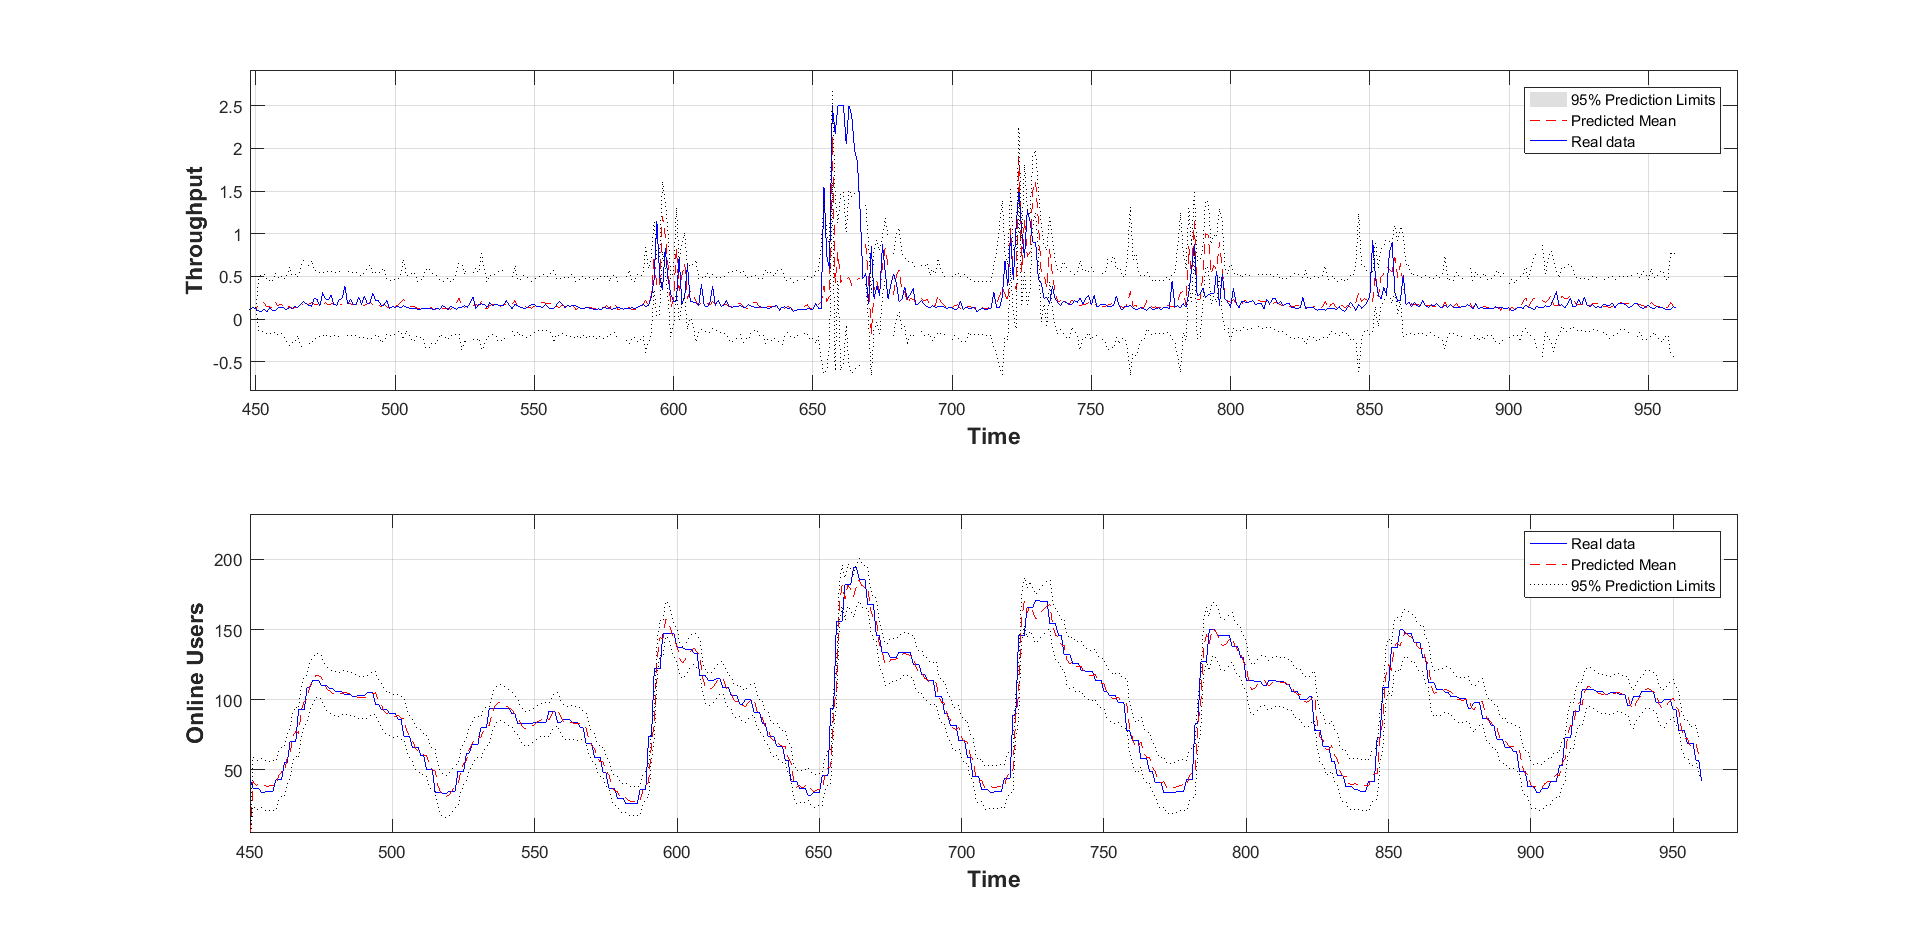 2.5
2
1.5
1
0.5
0
-0.5
Throughput
95% Prediction Limits
Predicted Mean
Real data
450 500 550 600 650 700 750 800 850 900 950
Time
200
150
100
50
Online Users
Real data
Predicted Mean
95% Prediction Limits
450 500 550 600 650 700 750 800 850 900 950
Time